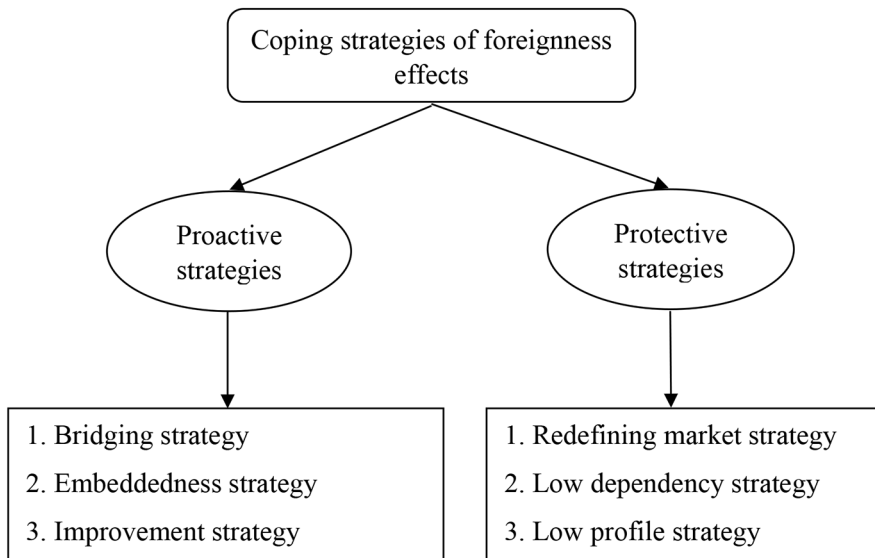 Coping strategies of foreignness
effects
Proactive
strategies
Protective
strategies
1. Bridging strategy
2. Embeddedness strategy
3. Improvement strategy
1. Redefining market strategy
2. Low dependency strategy
3. Low profile strategy